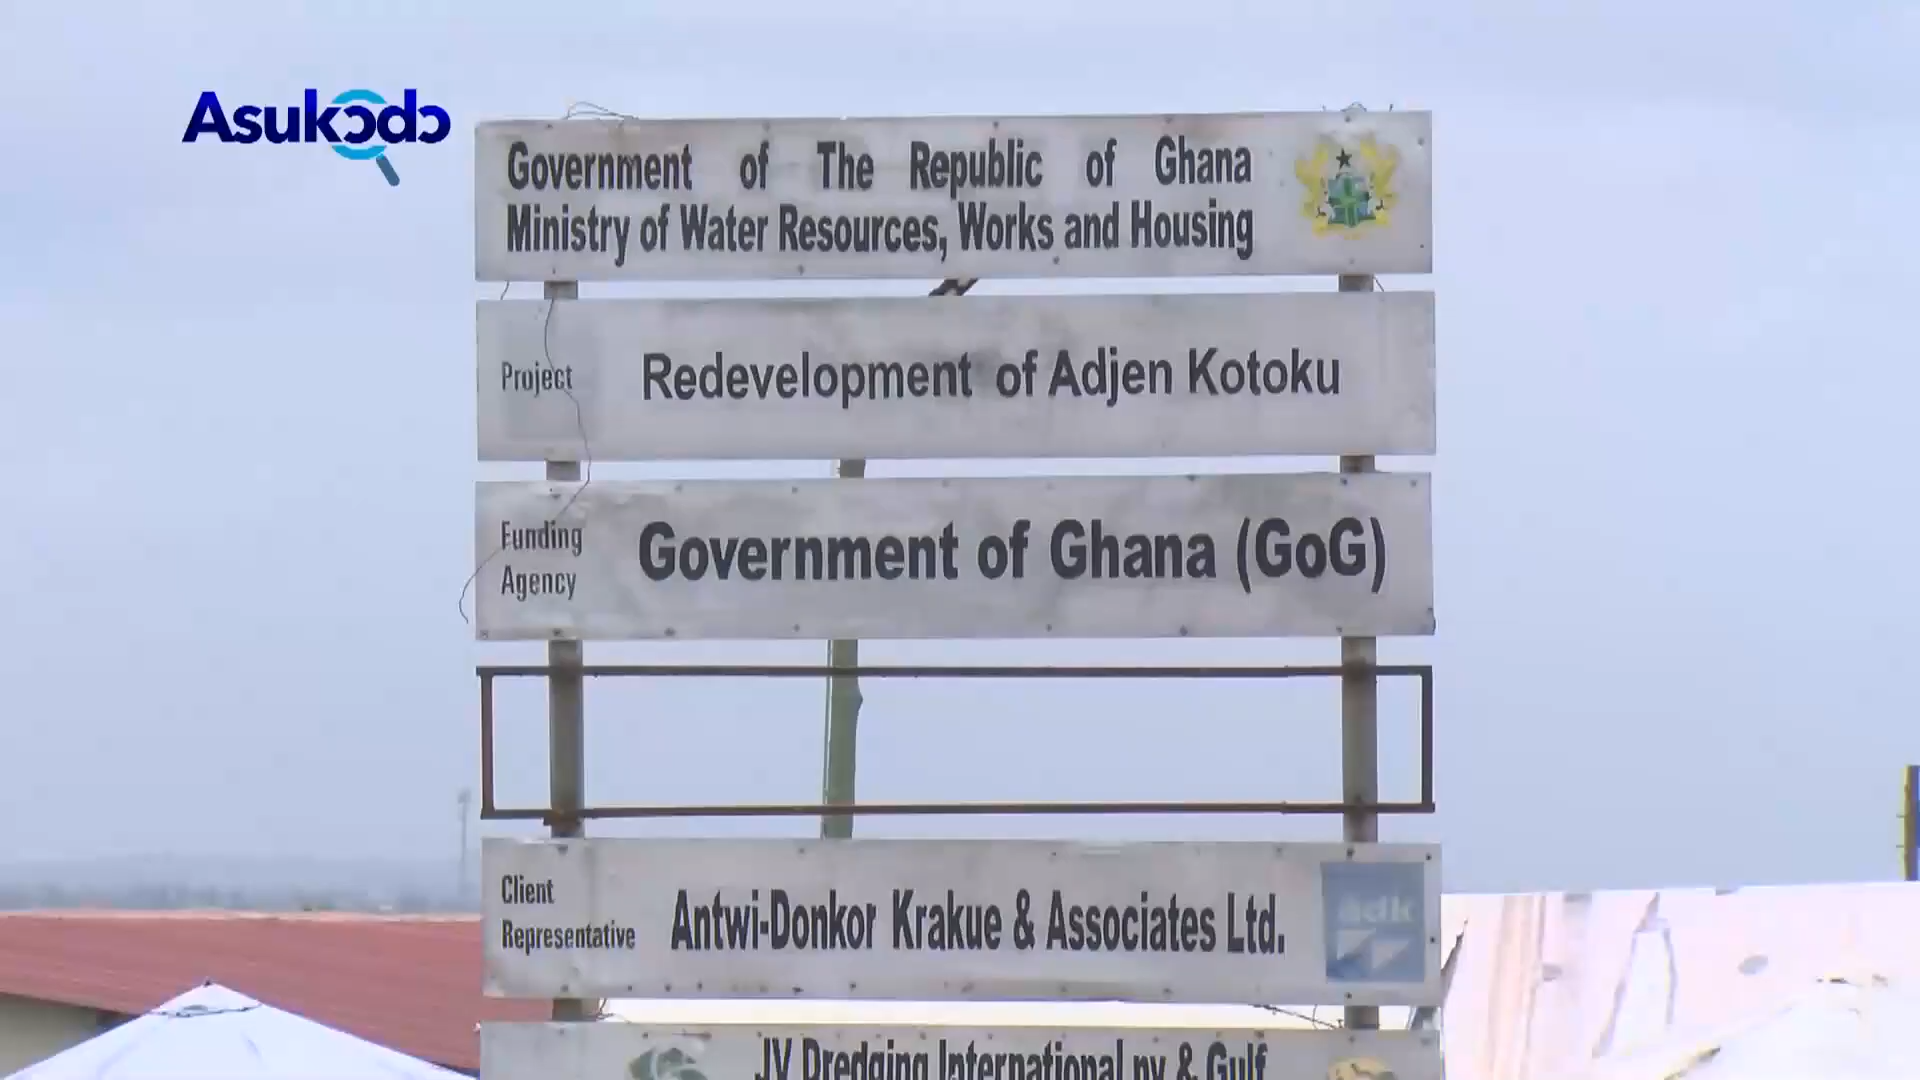 Asukɔdɔ
Government of The Republic of Ghana
Ministry of Water Resources, Works and Housing
Project
Redevelopment of Adjen Kotoku
Funding
Agency
Government of Ghana (GoG)
Client
Representative
Antwi-Donkor Krakue & Associates Ltd.
adk
JV Dredging International nv & Gulf